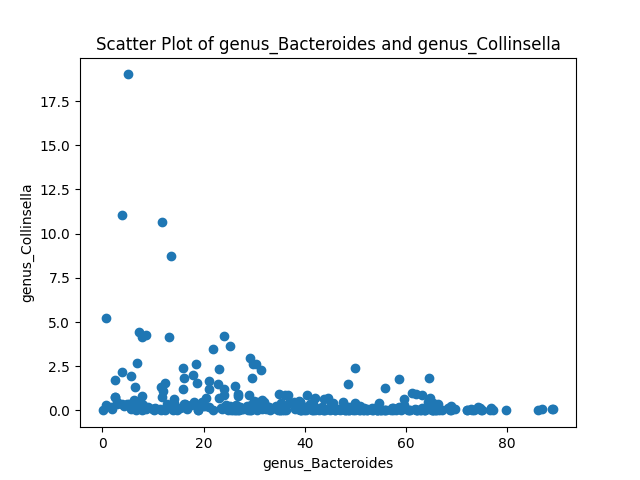 Scatter Plot of genus_Bacteroides and genus_Collinsella
17.5
15.0
12.5
10.0
7.5
5.0
2.5
0.0
genus_Collinsella
0 20 40 60 80
genus_Bacteroides